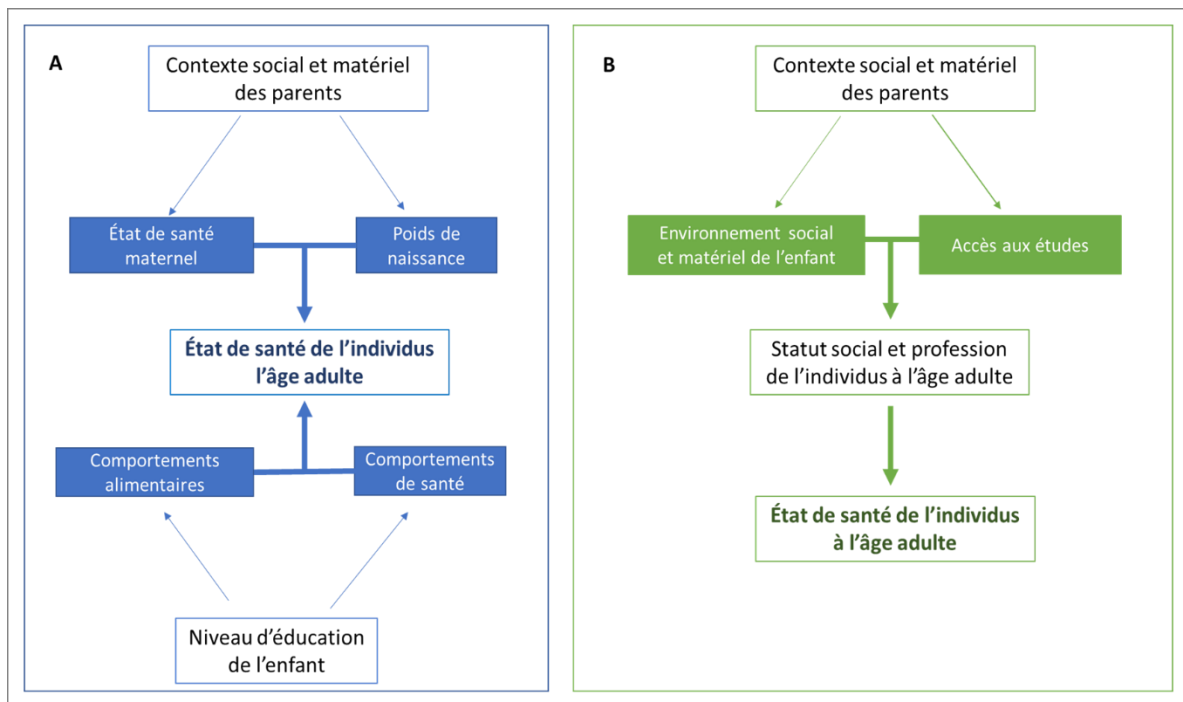 A
Contexte social et matériel
des parents
État de santé
maternel
Poids de
naissance
État de santé de l'individus
l'âge adulte
Comportements
alimentaires
Comportements
de santé
Niveau d'éducation
de l'enfant
B
Contexte social et matériel
des parents
Environnement social
et matériel de l'enfant
Accès aux études
Statut social et profession
de l'individus à l'âge adulte
État de santé de l'individus
à l'âge adulte